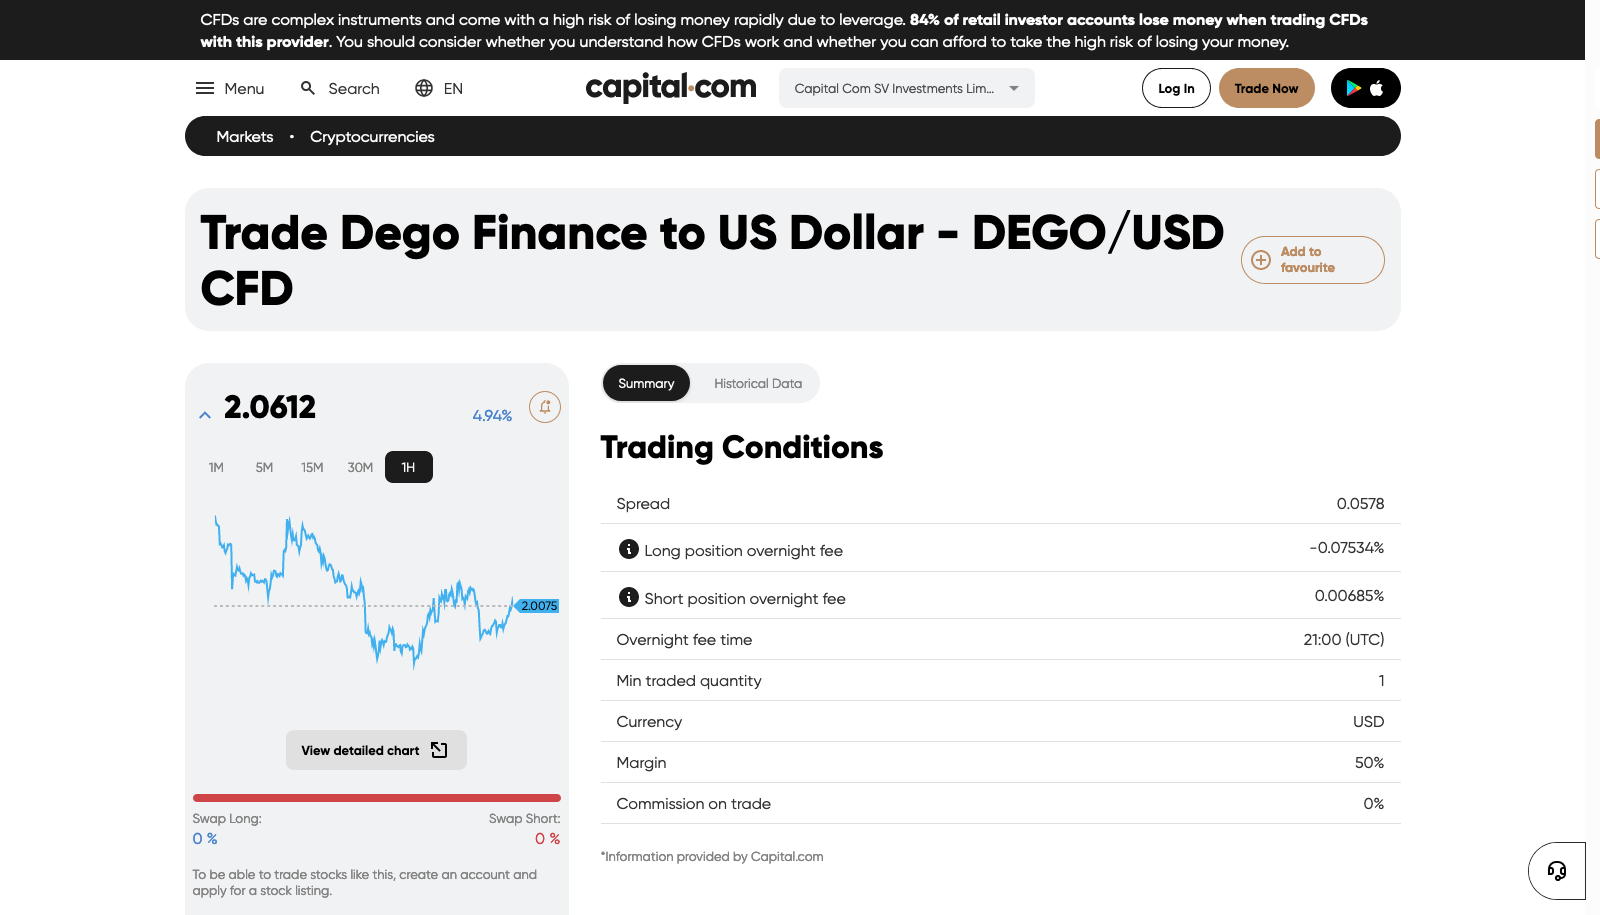 CFDs are complex instruments and come with a high risk of losing money rapidly due to leverage. 84% of retail investor accounts lose money when trading CFDs
with this provider. You should consider whether you understand how CFDs work and whether you can afford to take the high risk of losing your money.
Menu Search EN capital.com Capital Com SV Investments Lim... Log In Trade Now
Markets • Cryptocurrencies
Trade Dego Finance to US Dollar - DEGO/USD
CFD
Add to
favourite
2.0612 4.94%
1M 5M 15M 30M 1H
2.0075
View detailed chart
Swap Long: Swap Short:
0 % 0 %
To be able to trade stocks like this, create an account and
apply for a stock listing.
Summary Historical Data
Trading Conditions
Spread 0.0578
Long position overnight fee -0.07534%
Short position overnight fee 0.00685%
Overnight fee time 21:00 (UTC)
Min traded quantity 1
Currency USD
Margin 50%
Commission on trade 0%
*Information provided by Capital.com